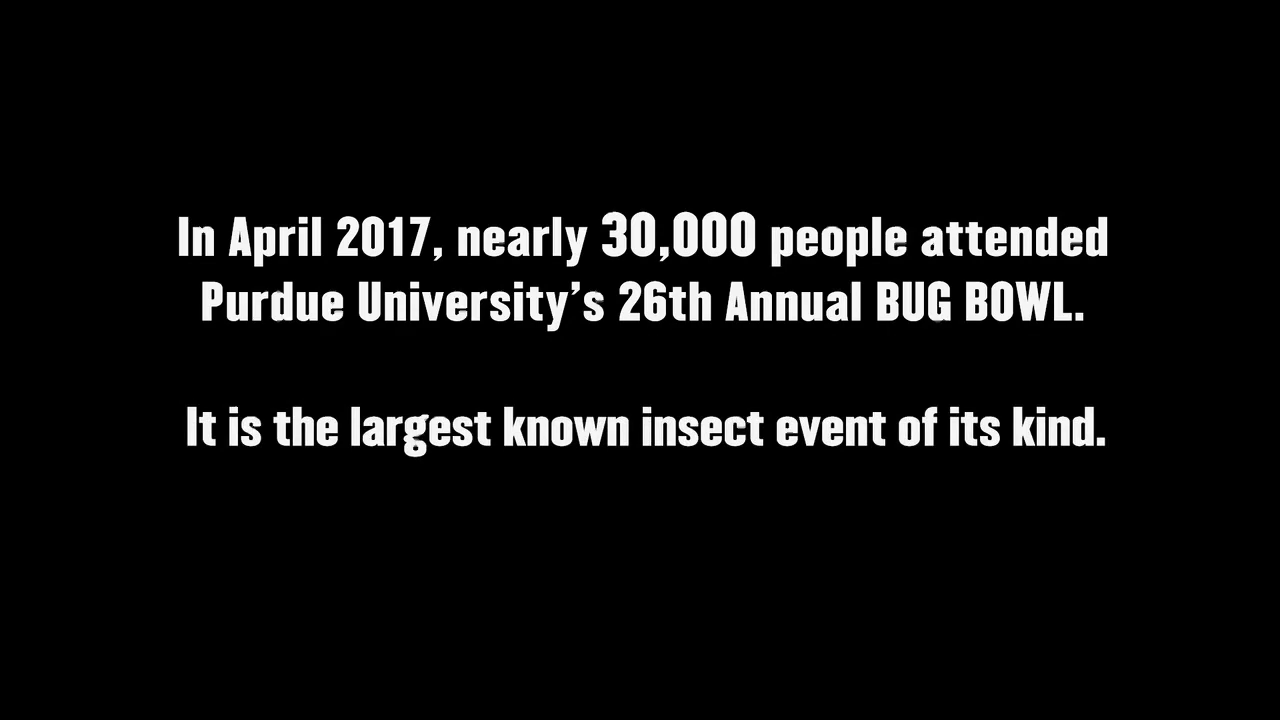 In April 2017, nearly 30,000 people attended
Purdue University’s 26th Annual BUG BOWL.
It is the largest known insect event of its kind.